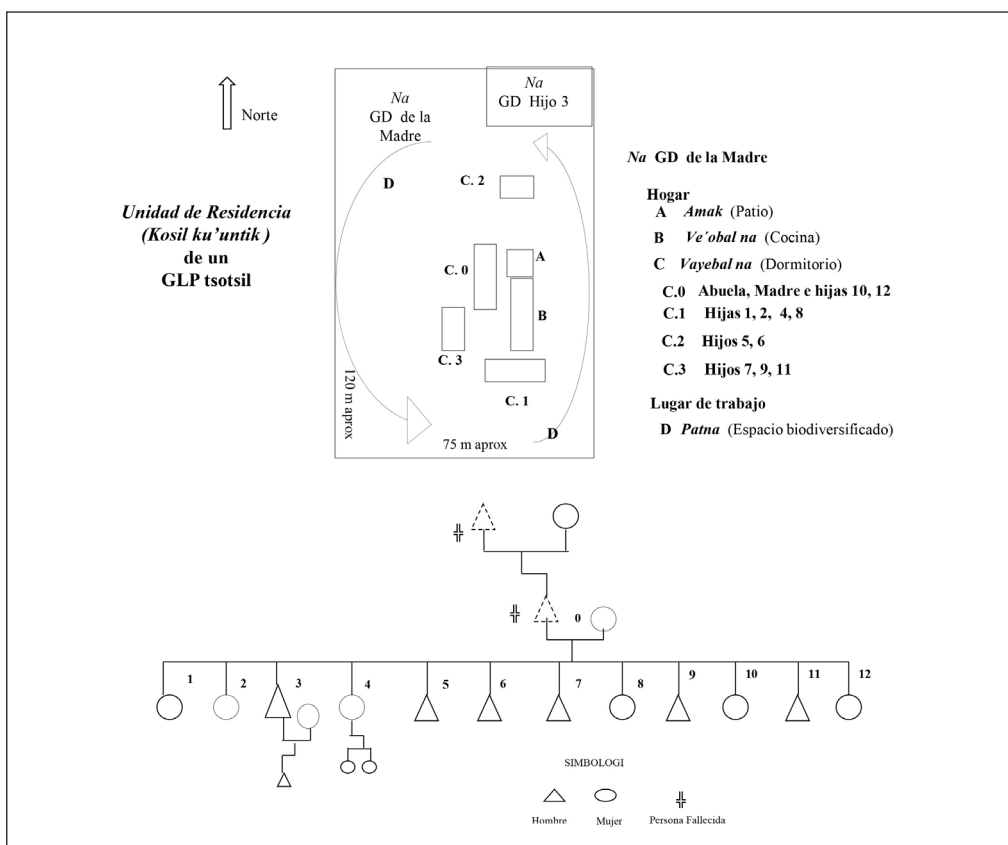 Norte
Unidad de Residencia
(Kosil ku’untik )
de un
GLP tsotsil
Na
GD de la
Madre
Na
GD Hijo 3
D
C. 2
A
C. 0
B
C. 3
C. 1
D
120 m aprox
75 m aprox
Na GD de la Madre
Hogar
A Amak (Patio)
B Ve´obal na (Cocina)
C Vayebal na (Dormitorio)
C.0 Abuela, Madre e hijas 10, 12
C.1 Hijas 1, 2, 4, 8
C.2 Hijos 5, 6
C.3 Hijos 7, 9, 11
Lugar de trabajo
D Patna (Espacio biodiversificado)
0
1 2 3 4 5 6 7 8 9 10 11 12
SIMBOLOGI
Hombre Mujer Persona Fallecida